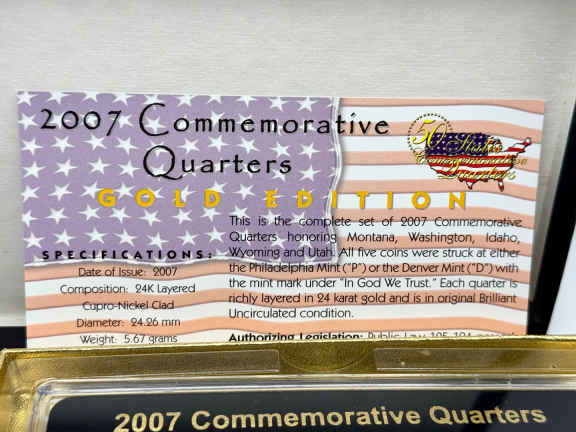 2007 Commemorative
Quarters
50 States
Commemorative
Quarters
GOLD EDITION
SPECIFICATIONS:
Date of Issue: 2007
Composition: 24K Layered
Cupro-Nickel Clad
Diameter: 24.26 mm
Weight: 5.67 grams
This is the complete set of 2007 Commemorative
Quarters honoring Montana, Washington, Idaho,
Wyoming and Utah. All five coins were struck at either
the Philadelphia Mint ("P") or the Denver Mint ("D") with
the mint mark under "In God We Trust." Each quarter is
richly layered in 24 karat gold and is in original Brilliant
Uncirculated condition.
Authorizing Legislation: Public Law 105-124
2007 Commemorative Quarters